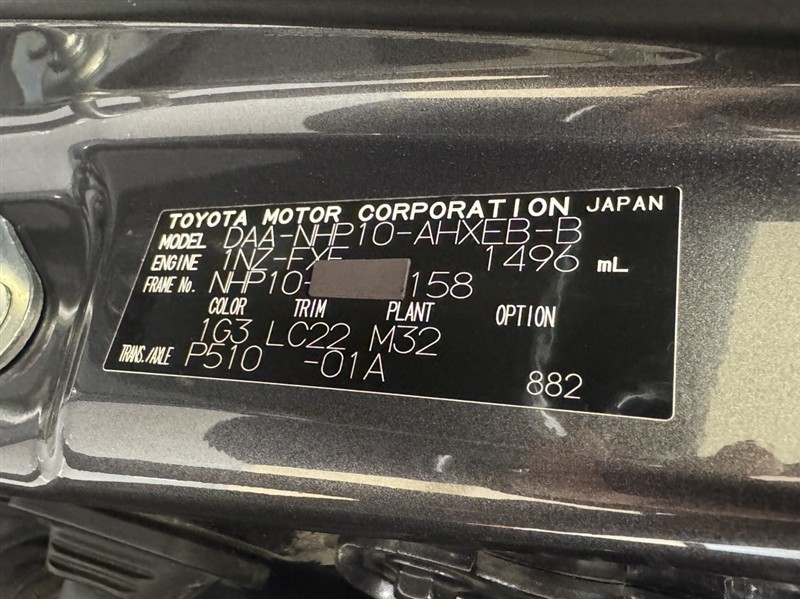 TOYOTA MOTOR CORPORATION JAPAN
MODEL DAA-NHP10-AHXEB-B
ENGINE 1NZ-FXE 1496 mL
FRAME No. NHP10- 158
COLOR TRIM PLANT OPTION
1G3 LC22 M32
TRANS./AXLE P510 -01A 882